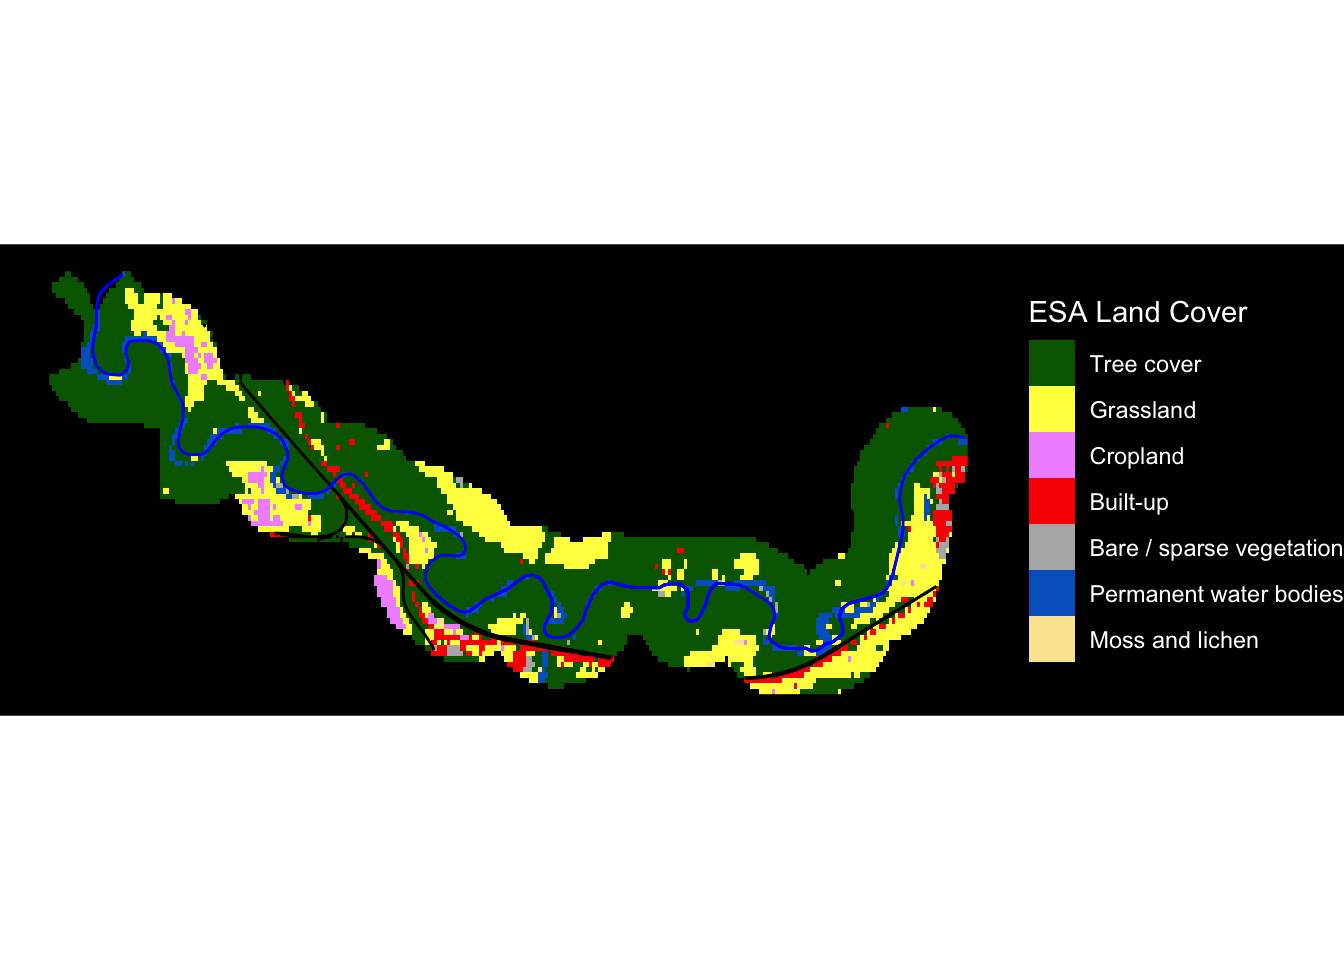 ESA Land Cover
Tree cover
Grassland
Cropland
Built-up
Bare / sparse vegetation
Permanent water bodies
Moss and lichen